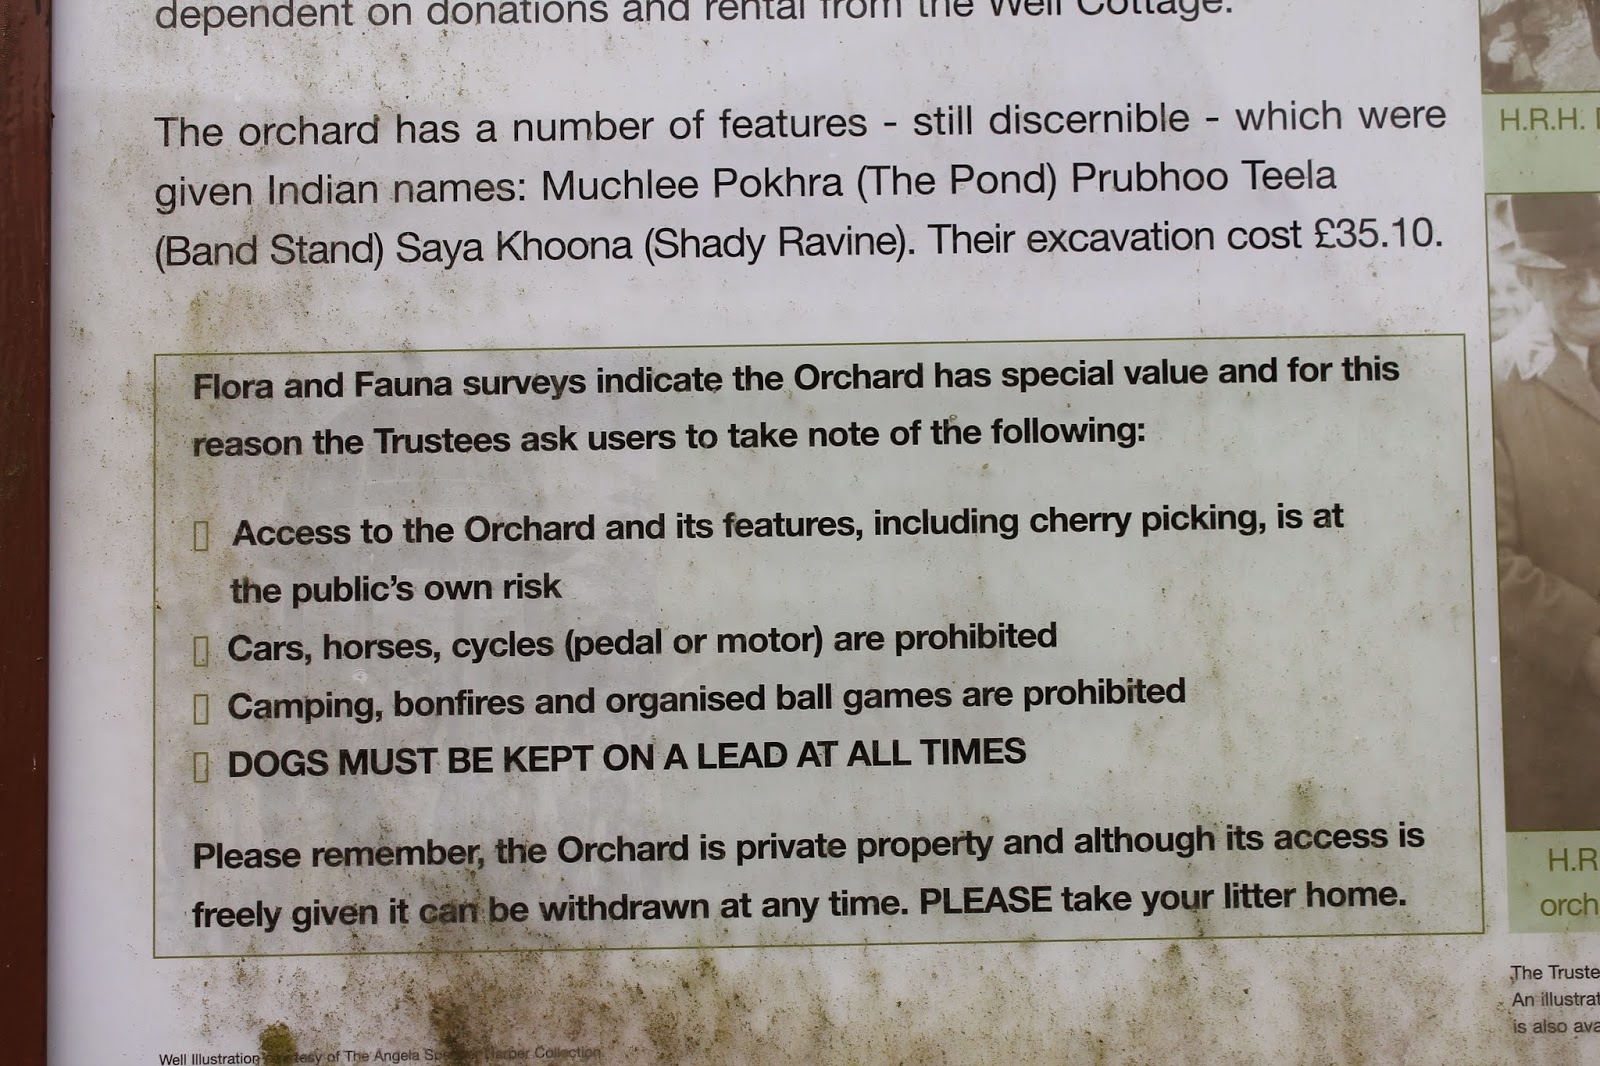 dependent on donations and rental from the Well Cottage.
The orchard has a number of features - still discernible - which were
given Indian names: Muchlee Pokhra (The Pond) Prubhoo Teela
(Band Stand) Saya Khoona (Shady Ravine). Their excavation cost £35.10.
Flora and Fauna surveys indicate the Orchard has special value and for this
reason the Trustees ask users to take note of the following:
Access to the Orchard and its features, including cherry picking, is at
the public's own risk
Cars, horses, cycles (pedal or motor) are prohibited
Camping, bonfires and organised ball games are prohibited
DOGS MUST BE KEPT ON A LEAD AT ALL TIMES
Please remember, the Orchard is private property and although its access is
freely given it can be withdrawn at any time. PLEASE take your litter home.
Well Illustration of The Angela Collection
H.R.H.
H.R
orch
The Truste
An illustrat
is also ava